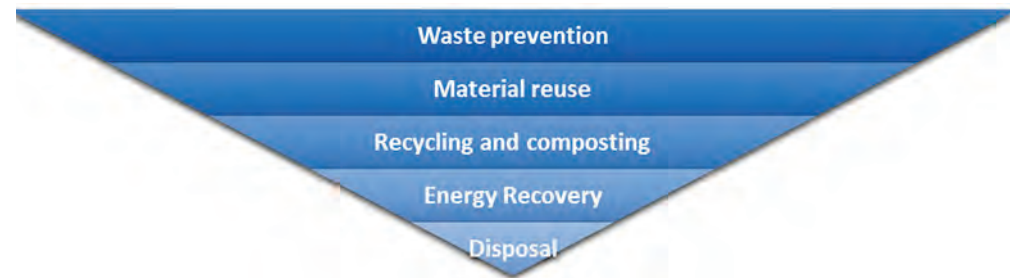 Waste prevention
Material reuse
Recycling and composting
Energy Recovery
Disposal